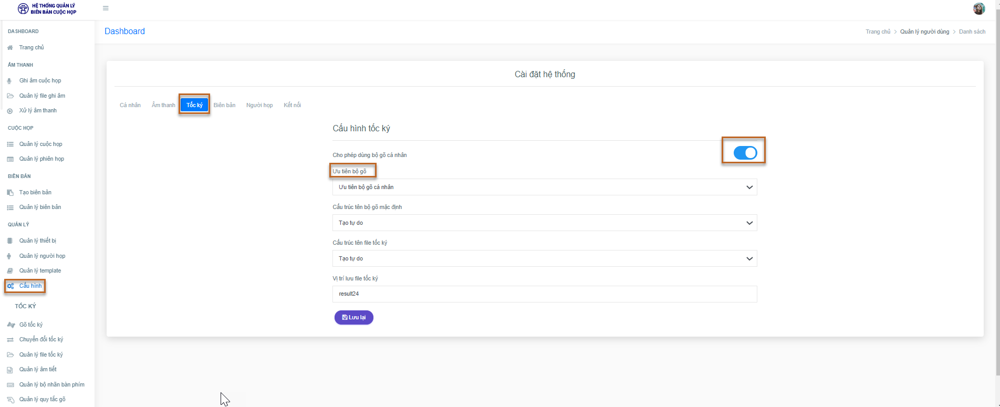 HỆ THỐNG QUẢN LÝ
BIÊN BẢN CUỘC HỌP
DASHBOARD
Trang chủ
ÂM THANH
Ghi âm cuộc họp
Quản lý file ghi âm
Xử lý âm thanh
CUỘC HỌP
Quản lý cuộc họp
Quản lý phiên họp
BIÊN BẢN
Tạo biên bản
Quản lý biên bản
QUẢN LÝ
Quản lý thiết bị
Quản lý người họp
Quản lý template
Cấu hình
TỐC KÝ
Gõ tốc ký
Chuyển đổi tốc ký
Quản lý file tốc ký
Quản lý âm tiết
Quản lý bộ nhãn bàn phím
Quản lý quy tắc gõ
Dashboard
Trang chủ > Quản lý người dùng > Danh sách
Cài đặt hệ thống
Cá nhân Âm thanh Tốc ký Biên bản Người họp Kết nối
Cấu hình tốc ký
Cho phép dùng bộ gõ cá nhân
Ưu tiên bộ gõ
Ưu tiên bộ gõ cá nhân
Cấu trúc tên bộ gõ mặc định
Tạo tự do
Cấu trúc tên file tốc ký
Tạo tự do
Vị trí lưu file tốc ký
result24
Lưu lại